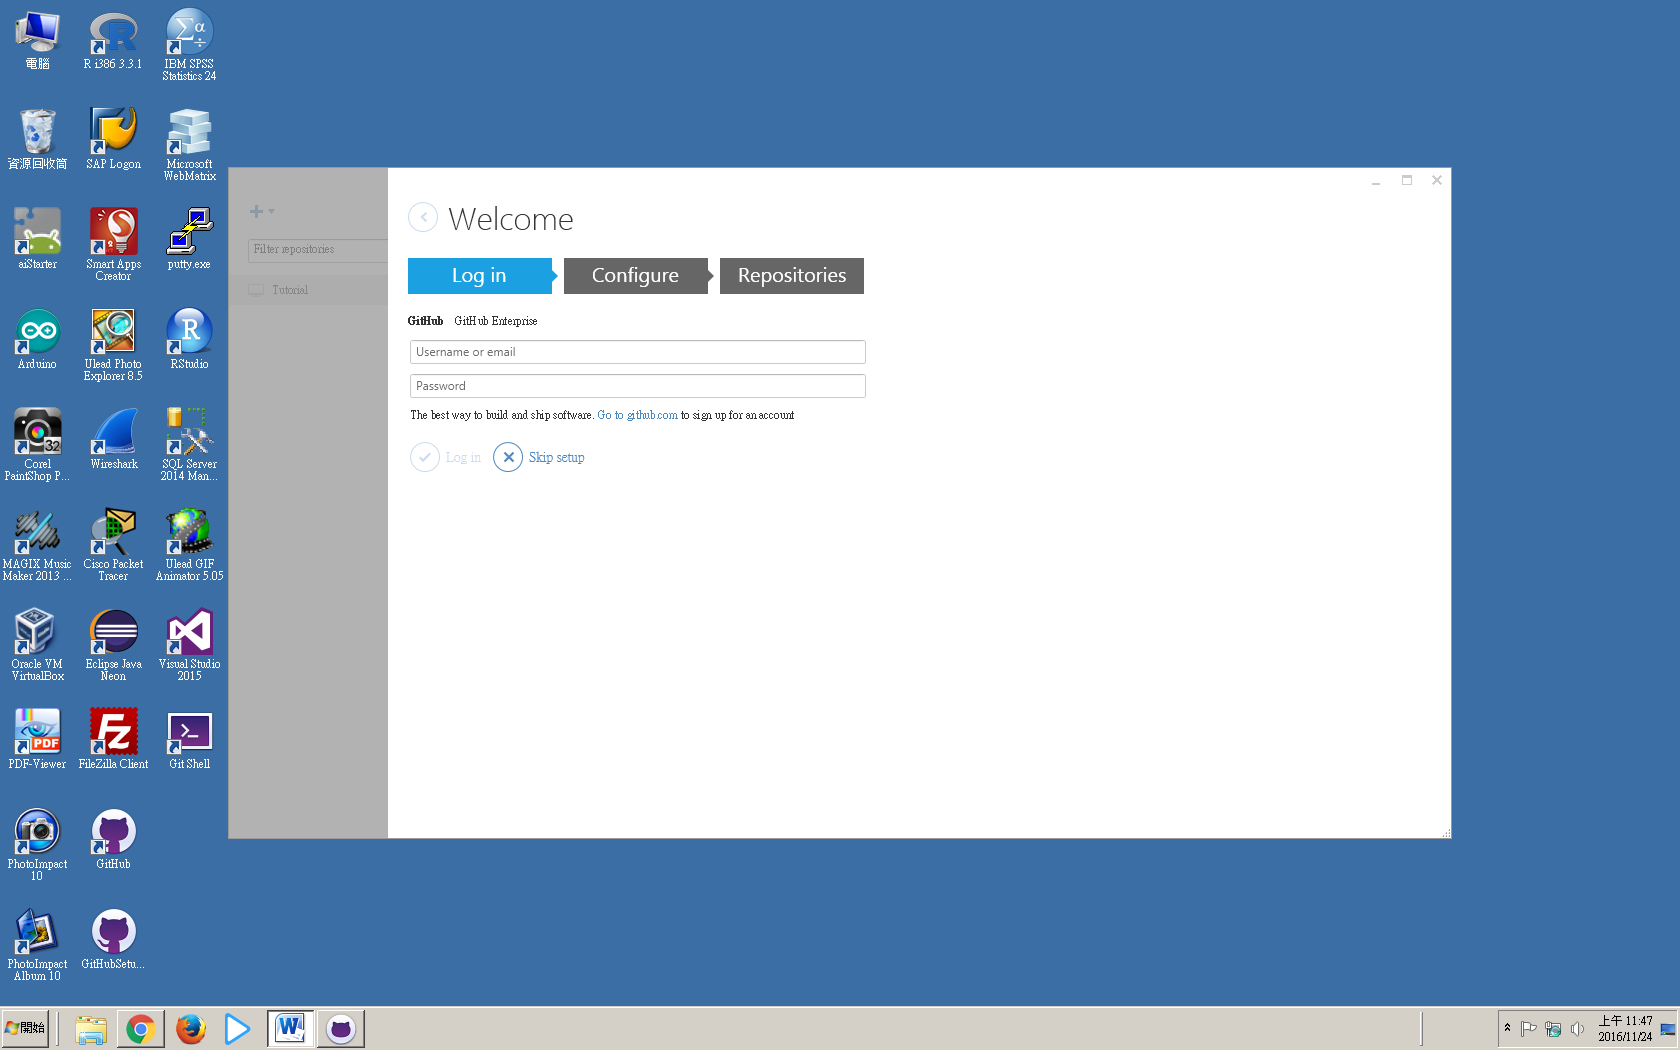 電腦
R i386 3.3.1
IBM SPSS
Statistics 24
資源回收筒
SAP Logon
Microsoft
WebMatrix
aiStarter
Smart Apps
Creator
putty.exe
Arduino
Ulead Photo
Explorer 8.5
RStudio
Corel
PaintShop P...
Wireshark
SQL Server
2014 Man...
MAGIX Music
Maker 2013 ...
Cisco Packet
Tracer
Ulead GIF
Animator 5.05
Oracle VM
VirtualBox
Eclipse Java
Neon
Visual Studio
2015
PDF-Viewer
FileZilla Client
Git Shell
PhotoImpact
10
GitHub
PhotoImpact
Album 10
GitHubSetu...
Filter repositories
Tutorial
Welcome
Log in
Configure
Repositories
GitHub
GitHub Enterprise
Username or email
Password
The best way to build and ship software. Go to github.com to sign up for an account
Log in
Skip setup
開始
上午 11:47
2016/11/24